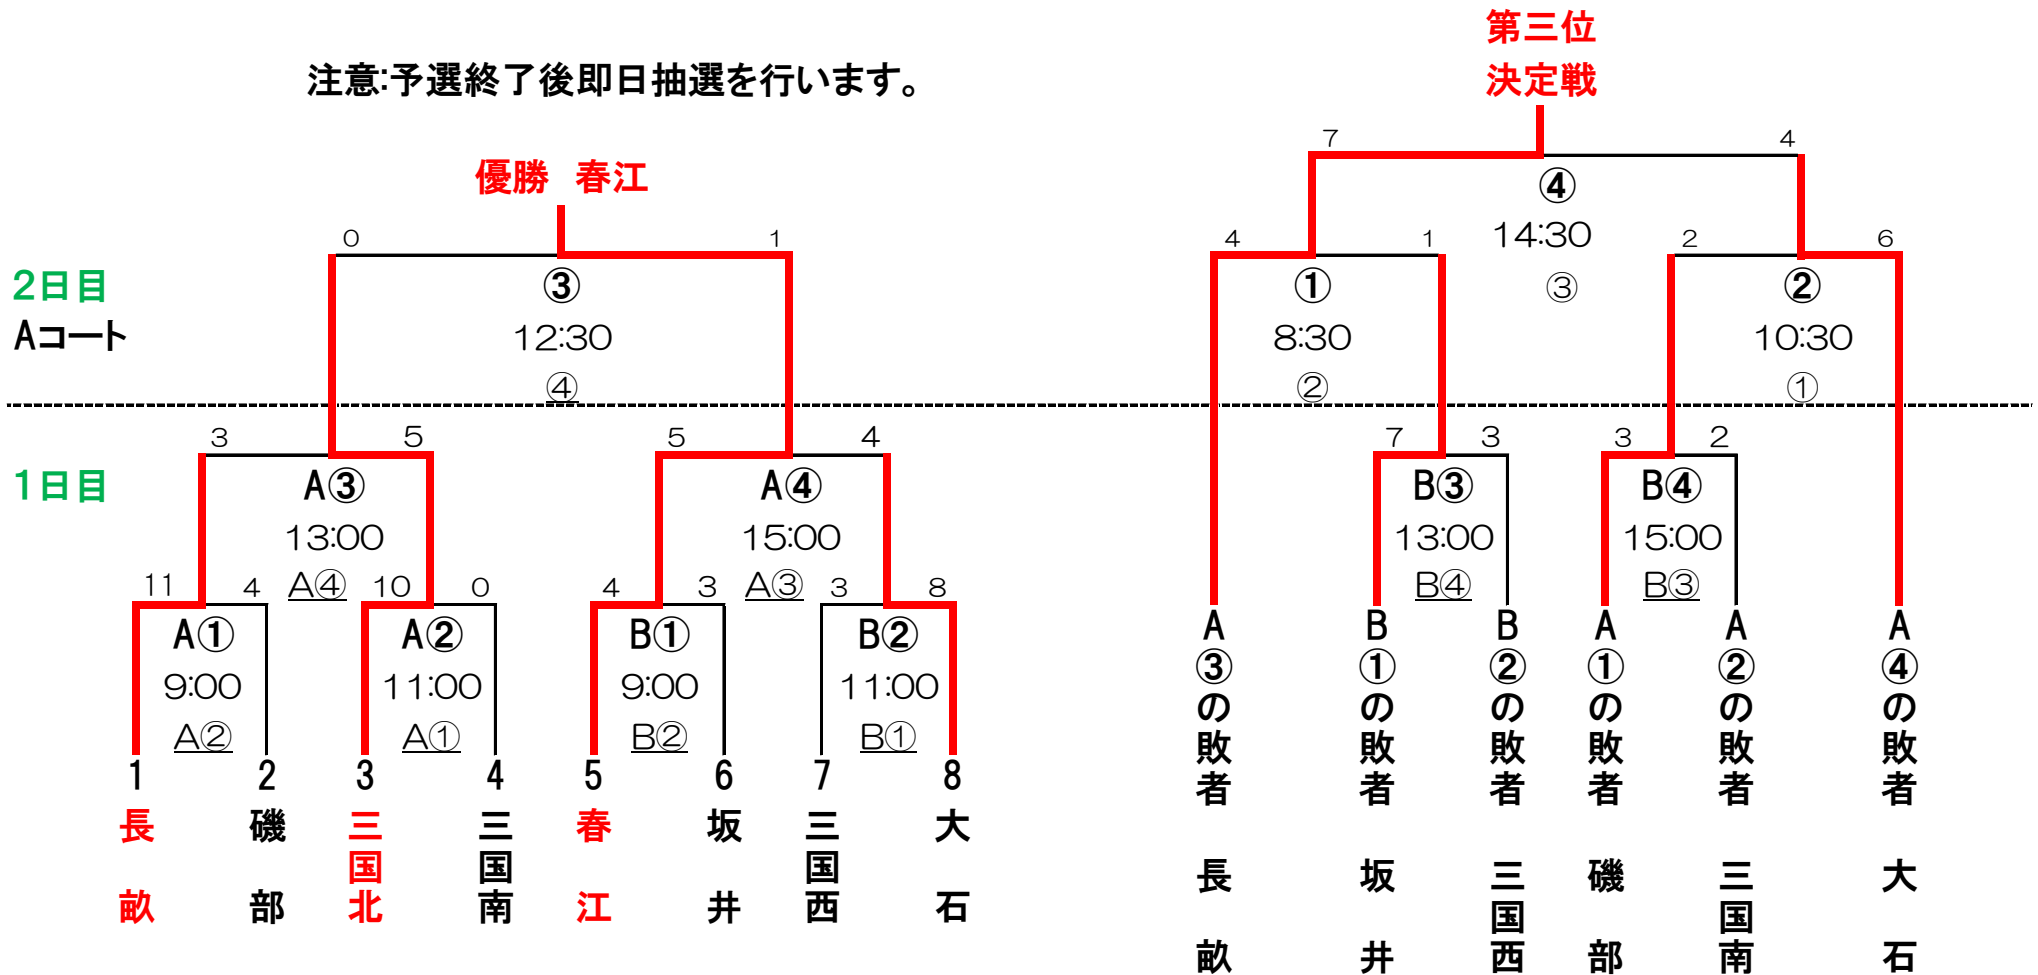 第三位
決定戦
注意:予選終了後即日抽選を行います。
優勝 春江
7 4
④
14:30
③
0 1
4 1 2 6
2日目
Aコート
③
12:30
④
①
8:30
②
②
10:30
①
1日目
3 5 5 4
7 3 3 2
A③
13:00
A④
A④
15:00
A③
B③
13:00
B④
B④
15:00
B③
11 4 10 0 4 3 3 8
A①
9:00
A②
A②
11:00
A①
B①
9:00
B②
B②
11:00
B①
1 2 3 4 5 6 7 8
長畝
磯部
三国北
三国南
春江
坂井
三国西
大石
A③の敗者
B①の敗者
B②の敗者
A①の敗者
A②の敗者
A④の敗者
長畝
坂井
三国西
磯部
三国南
大石